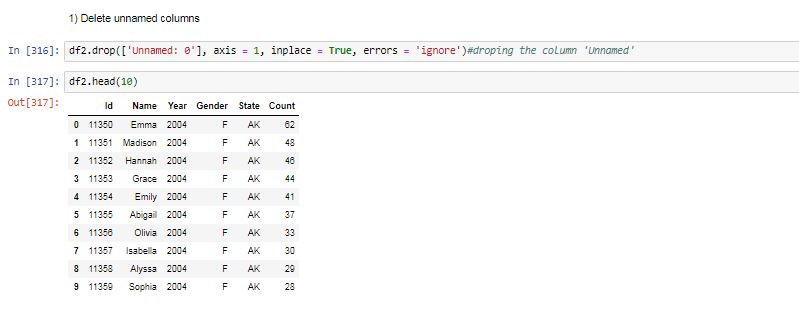 1) Delete unnamed columns
In [316]: df2.drop(['Unnamed: 0'], axis = 1, inplace = True, errors = 'ignore')#droping the column 'Unnamed'
In [317]: df2.head(10)
Out[317]:
Id Name Year Gender State Count
0 11350 Emma 2004 F AK 62
1 11351 Madison 2004 F AK 48
2 11352 Hannah 2004 F AK 46
3 11353 Grace 2004 F AK 44
4 11354 Emily 2004 F AK 41
5 11355 Abigail 2004 F AK 37
6 11356 Olivia 2004 F AK 33
7 11357 Isabella 2004 F AK 30
8 11358 Alyssa 2004 F AK 29
9 11359 Sophia 2004 F AK 28